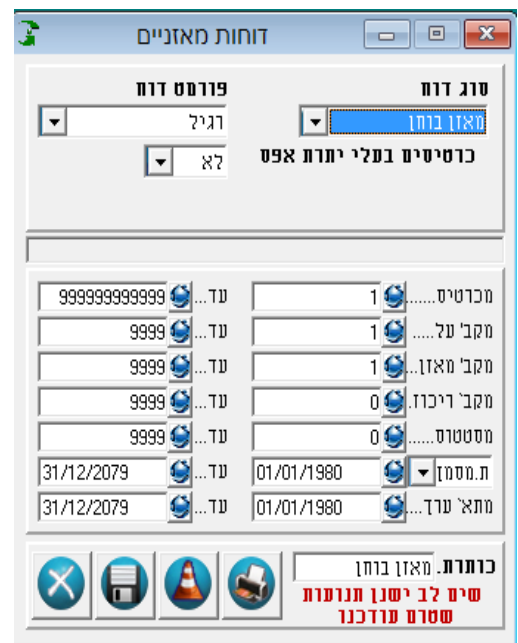 דוחות מאזניים
סוג דוח פורמט דוח
מאזן בוחן רגיל
כרטיסים בעלי יתרת אפס לא
מכרטיס...... 1 עד... 999999999999
מקב' על..... 1 עד... 9999
מקב' מאזן... 1 עד... 9999
מקב' ריכוז. 0 עד... 9999
מסטטוס...... 0 עד... 9999
ת.מסמך 01/01/1980 עד... 31/12/2079
מתא' ערך.... 01/01/1980 עד... 31/12/2079
כותרת. מאזן בוחן
שים לב ישנן תנועות
שטרם עודכנו